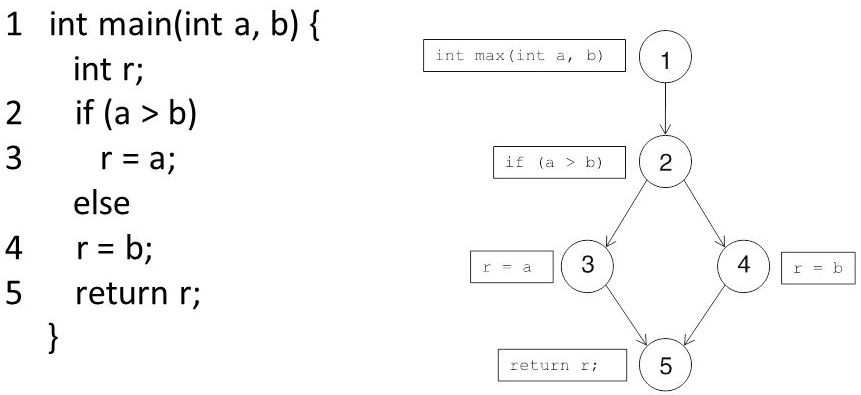 1 int main(int a, b) {
int r;
2 if (a > b)
3 r = a;
else
4 r = b;
5 return r;
}
int max(int a, b)
1
if (a > b)
2
r = a
3
4
r = b
return r;
5